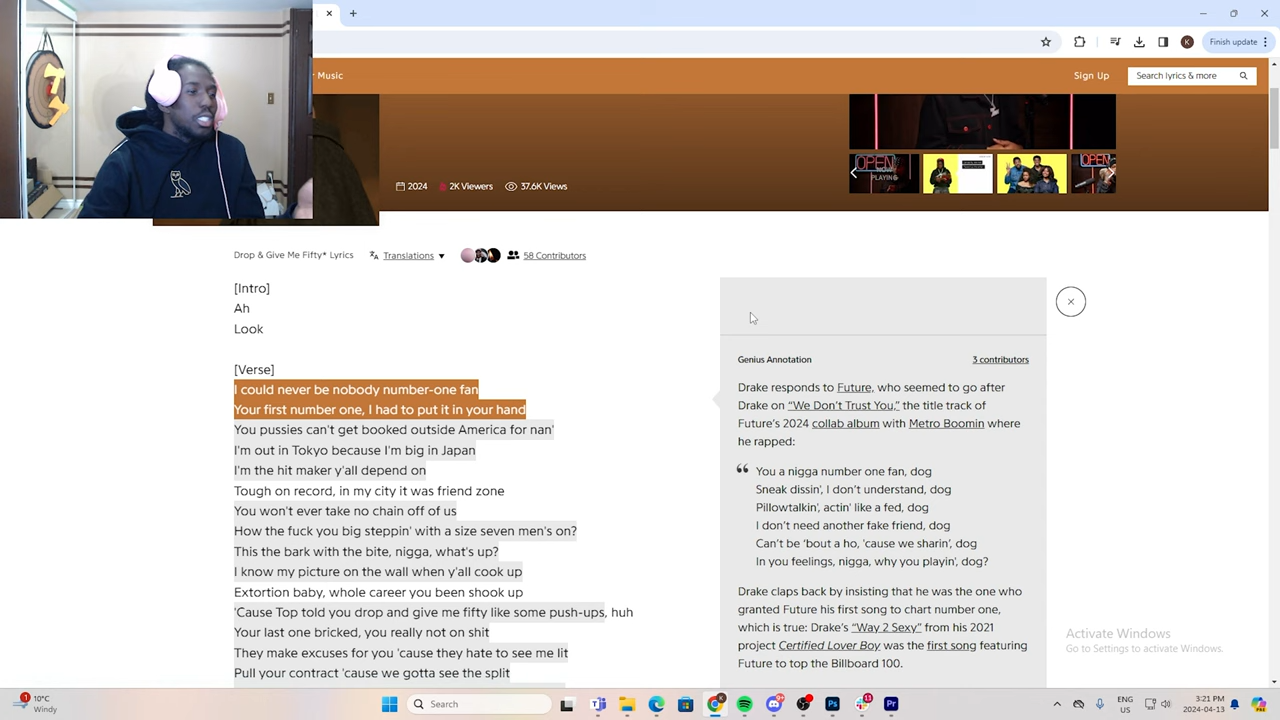 Finish update
Music
Sign Up
Search lyrics & more
OPEN
NOW
PLAYING
OPEN
2024
2K Viewers
37.6K Views
Drop & Give Me Fifty* Lyrics
Translations
58 Contributors
[Intro]
Ah
Look
[Verse]
I could never be nobody number-one fan
Your first number one, I had to put it in your hand
You pussies can't get booked outside America for nan'
I'm out in Tokyo because I'm big in Japan
I'm the hit maker y'all depend on
Tough on record, in my city it was friend zone
You won't ever take no chain off of us
How the fuck you big steppin' with a size seven men's on?
This the bark with the bite, nigga, what's up?
I know my picture on the wall when y'all cook up
Extortion baby, whole career you been shook up
'Cause Top told you drop and give me fifty like some push-ups, huh
Your last one bricked, you really not on shit
They make excuses for you 'cause they hate to see me lit
Pull your contract 'cause we gotta see the split
Genius Annotation
3 contributors
Drake responds to Future, who seemed to go after
Drake on “We Don't Trust You,” the title track of
Future's 2024 collab album with Metro Boomin where
he rapped:
“
You a nigga number one fan, dog
Sneak dissin', I don't understand, dog
Pillowtalkin', actin' like a fed, dog
I don't need another fake friend, dog
Can't be ‘bout a ho, 'cause we sharin', dog
In you feelings, nigga, why you playin', dog?
Drake claps back by insisting that he was the one who
granted Future his first song to chart number one,
which is true: Drake's “Way 2 Sexy” from his 2021
project Certified Lover Boy was the first song featuring
Future to top the Billboard 100.
Activate Windows
Go to Settings to activate Windows.
1
10°C
Windy
Search
9+
11
ENG
US
3:21 PM
2024-04-13